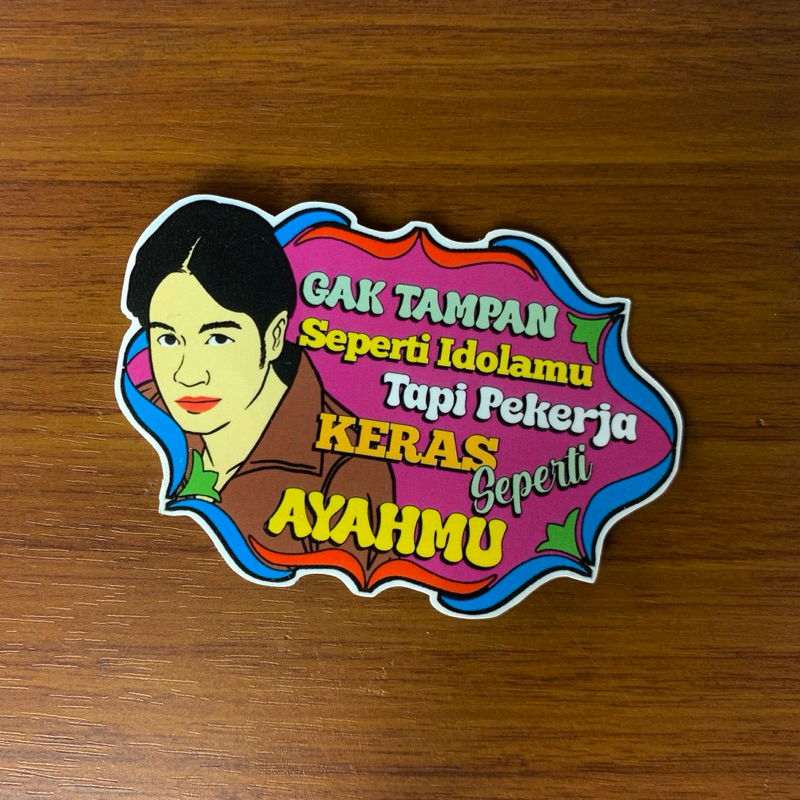 GAK TAMPAN
Seperti Idolamu
Tapi Pekerja
KERAS
Seperti
AYAHMU